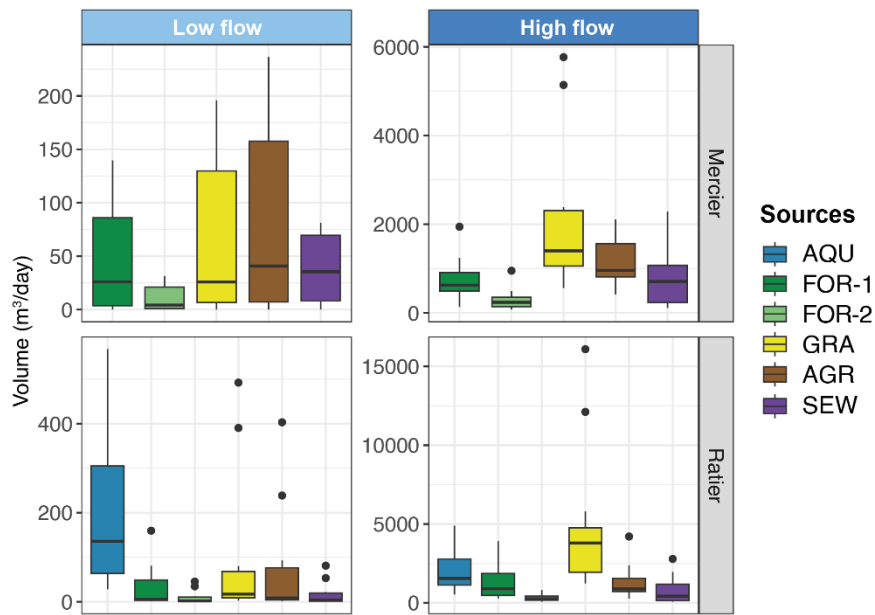 Low flow
High flow
Volume (m³/day)
200
150
100
50
0
6000
4000
2000
0
Mercier
400
200
0
15000
10000
5000
0
Ratier
Sources
AQU
FOR-1
FOR-2
GRA
AGR
SEW